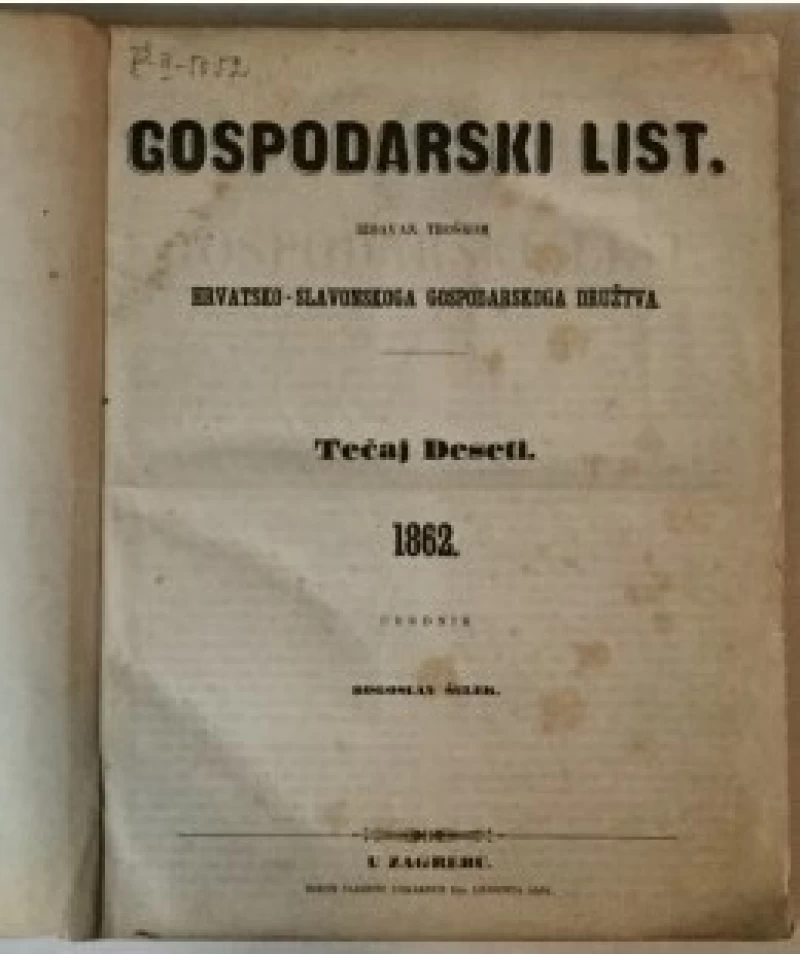 GOSPODARSKI LIST.
IZDAVAN TROŠKOM
HRVATSKO-SLAVONSKOGA GOSPODARSKOGA DRUŽTVA.
Tečaj Deseti.
1862.
UREDNIK
BOGOSLAV ŠULEK.
U ZAGREBU.